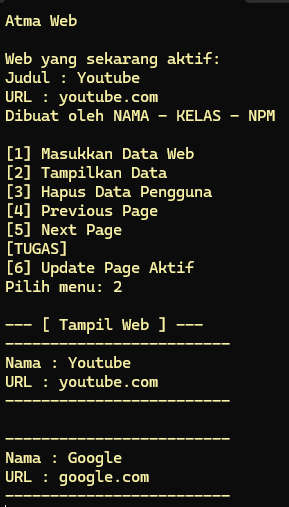 Atma Web
Web yang sekarang aktif:
Judul : Youtube
URL : youtube.com
Dibuat oleh NAMA - KELAS - NPM
[1] Masukkan Data Web
[2] Tampilkan Data
[3] Hapus Data Pengguna
[4] Previous Page
[5] Next Page
[TUGAS]
[6] Update Page Aktif
Pilih menu: 2
--- [ Tampil Web ] ---
-------------------------
Nama : Youtube
URL : youtube.com
-------------------------
-------------------------
Nama : Google
URL : google.com
-------------------------